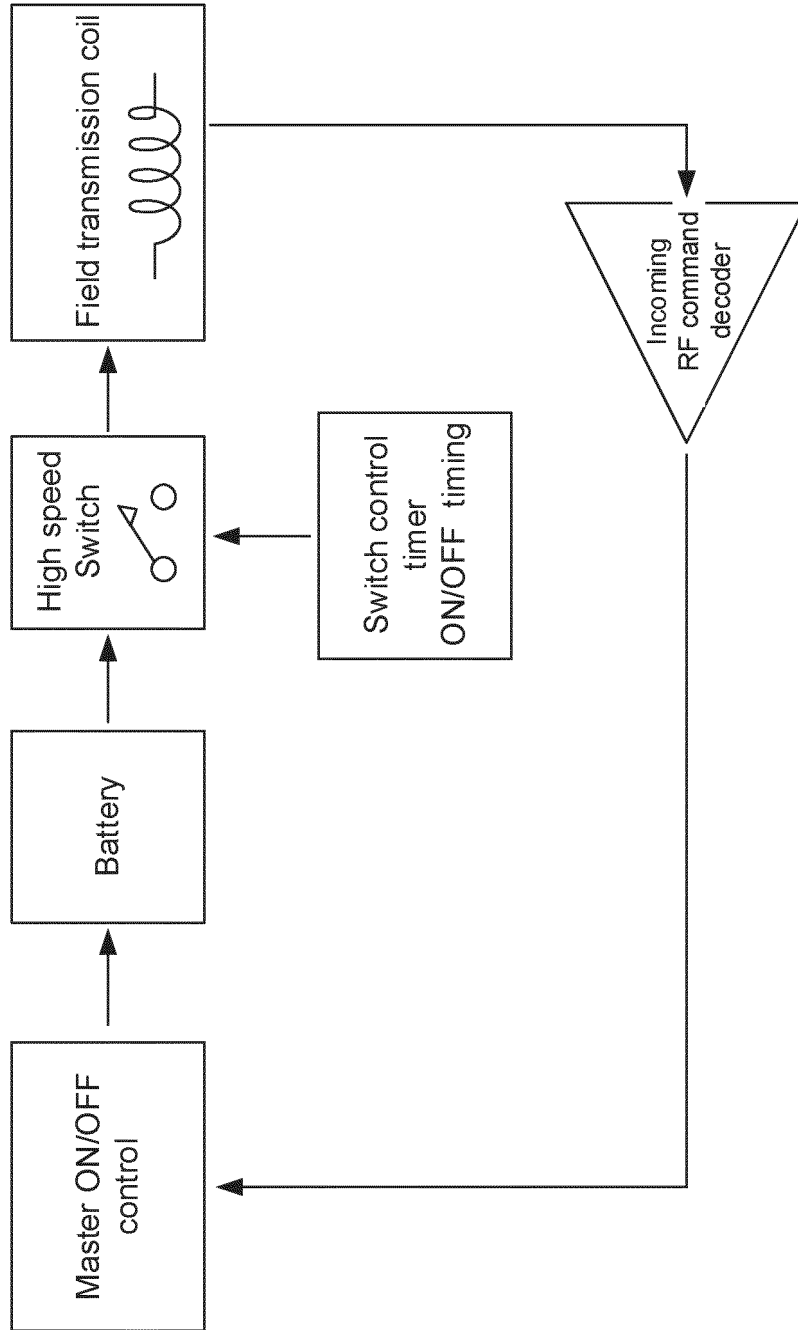 Master ON/OFF
control
Battery
High speed
Switch
Field transmission coil
Switch control
timer
ON/OFF timing
Incoming
RF command
decoder